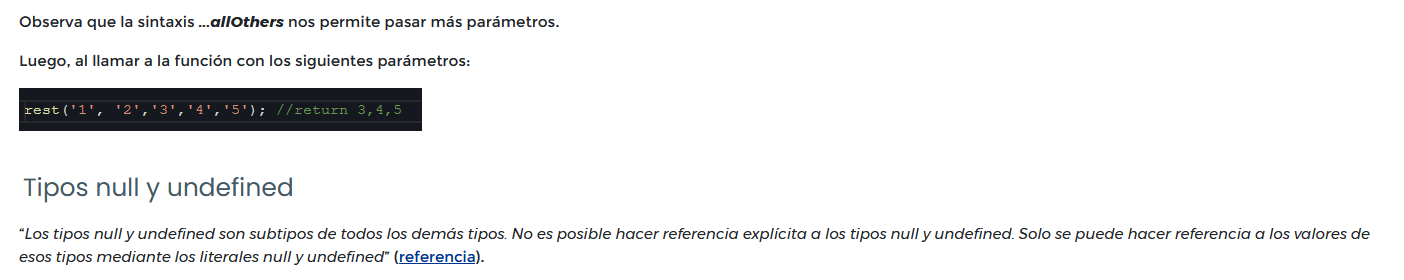 Observa que la sintaxis ...allOthers nos permite pasar más parámetros.
Luego, al llamar a la función con los siguientes parámetros:
rest('1', '2','3','4','5'); //return 3,4,5
Tipos null y undefined
“Los tipos null y undefined son subtipos de todos los demás tipos. No es posible hacer referencia explícita a los tipos null y undefined. Solo se puede hacer referencia a los valores de
esos tipos mediante los literales null y undefined” (referencia).